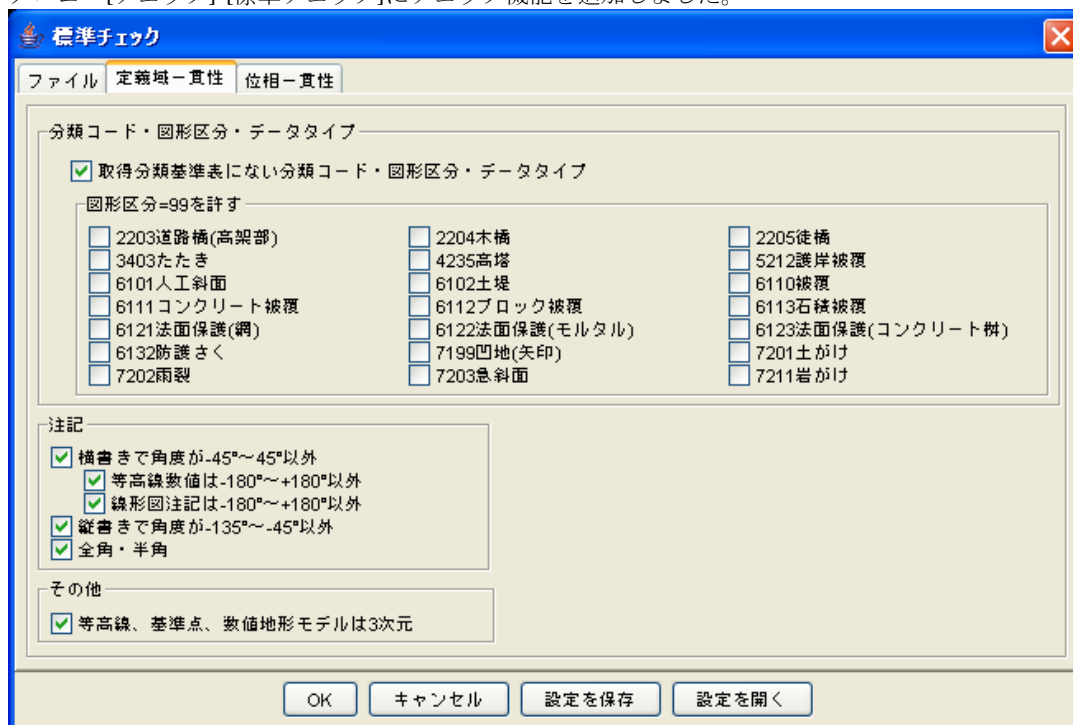 メニュー[チェック]-[標準チェック]にチェック機能を追加しました。
標準チェック
ファイル 定義域一貫性 位相一貫性
分類コード・図形区分・データタイプ
取得分類基準表にない分類コード・図形区分・データタイプ
図形区分=99を許す
2203道路橋(高架部) 2204木橋 2205徒橋
3403たたき 4235高塔 5212護岸被覆
6101人工斜面 6102土堤 6110被覆
6111コンクリート被覆 6112ブロック被覆 6113石積被覆
6121法面保護(網) 6122法面保護(モルタル) 6123法面保護(コンクリート桝)
6132防護さく 7199凹地(矢印) 7201土がけ
7202雨裂 7203急斜面 7211岩がけ
注記
横書きで角度が-45°～45°以外
等高線数値は-180°～+180°以外
線形図注記は-180°～+180°以外
縦書きで角度が-135°～-45°以外
全角・半角
その他
等高線、基準点、数値地形モデルは3次元
OK キャンセル 設定を保存 設定を開く